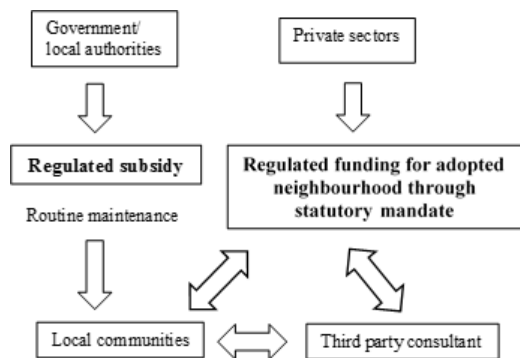 Government/
local authorities
Private sectors
Regulated subsidy
Regulated funding for adopted
neighbourhood through
statutory mandate
Routine maintenance
Local communities
Third party consultant